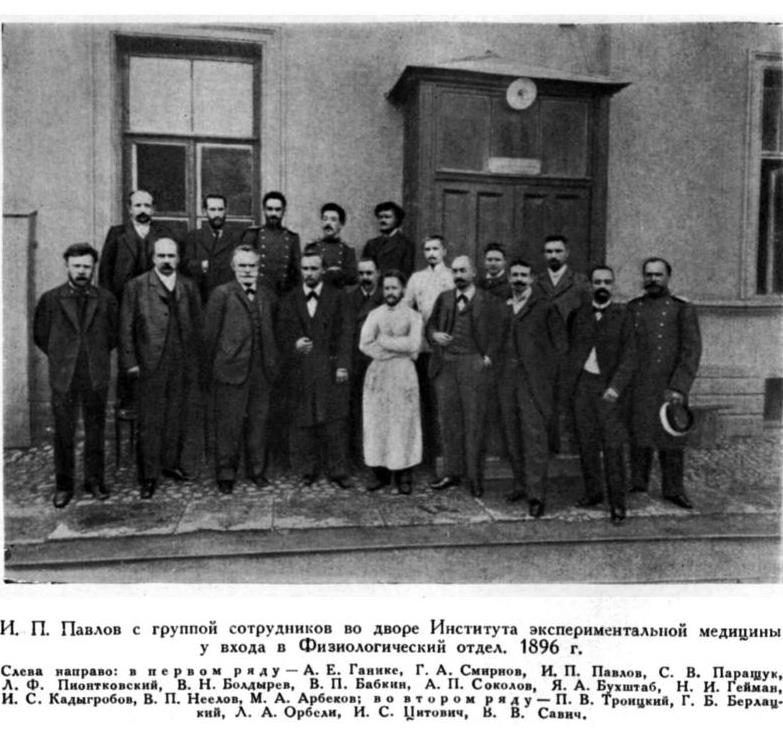 И. П. Павлов с группой сотрудников во дворе Института экспериментальной медицины
у входа в Физиологический отдел. 1896 г.
Слева направо: в первом ряду — А. Е. Ганике, Г. А. Смирнов, И. П. Павлов, С. В. Паращук,
Л. Ф. Пионтковский, В. Н. Болдырев, В. П. Бабкин, А. П. Соколов, Я. А. Бухштаб, Н. И. Гейман,
И. С. Кадыгробов, В. П. Неелов, М. А. Арбеков; во втором ряду — П. В. Троицкий, Г. Б. Берлац-
кий, Л. А. Орбели, И. С. Цитович, В. В. Савич.